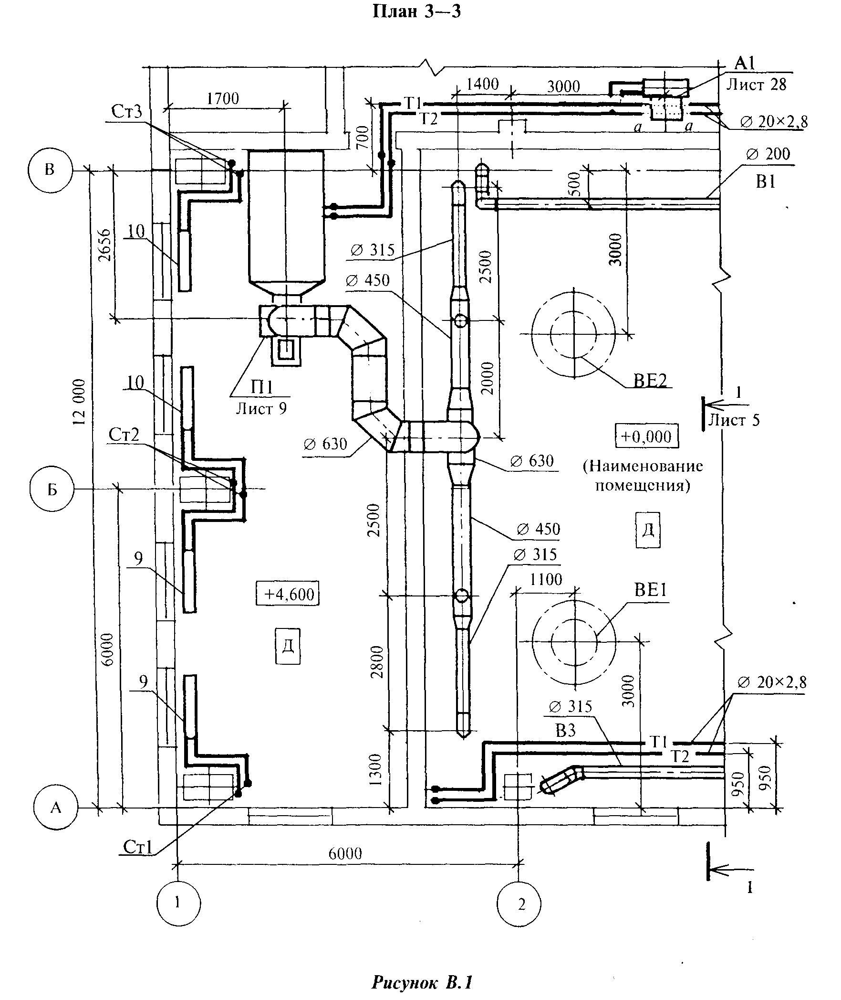 План 3—3
А1
Лист 28
1400
3000
1700
Ст3
Т1
Т2
∅ 20×2,8
а
а
700
∅ 200
В1
В
500
10
2656
∅ 315
2500
3000
∅ 450
10
П1
Лист 9
12 000
2000
ВЕ2
1
Лист 5
Ст2
+0,000
∅ 630
∅ 630
(Наименование
помещения)
Б
2500
∅ 450
Д
9
∅ 315
1100
+4,600
ВЕ1
6000
Д
2800
9
3000
∅ 20×2,8
∅ 315
В3
Т1
Т2
1300
950
950
А
Ст1
6000
1
1
2
Рисунок В.1